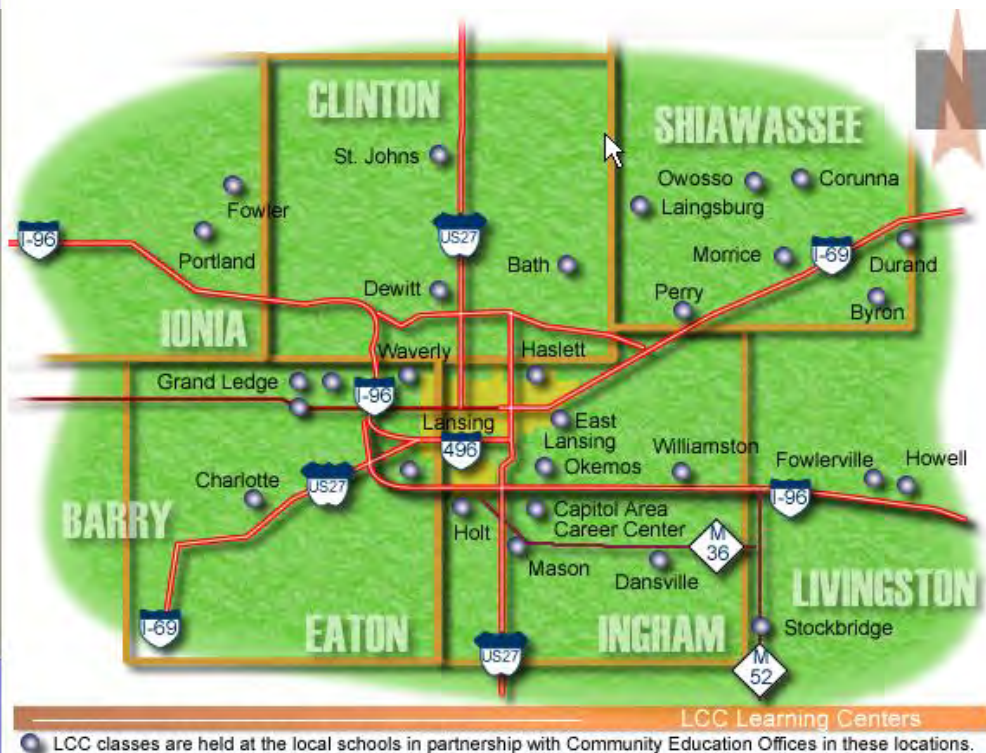 CLINTON
SHIAWASSEE
St. Johns
Owosso
Corunna
Fowler
Laingsburg
I-96
US27
Portland
Bath
Morrice
I-69
Durand
Dewitt
Perry
Byron
IONIA
Waverly
Haslett
Grand Ledge
I-96
Lansing
East
Lansing
496
Williamston
Okemos
Fowlerville
Howell
Charlotte
US27
I-96
BARRY
Holt
Capitol Area
Career Center
M
36
Mason
Dansville
LIVINGSTON
I-69
EATON
INGHAM
Stockbridge
US27
M
52
LCC Learning Centers
LCC classes are held at the local schools in partnership with Community Education Offices in these locations.